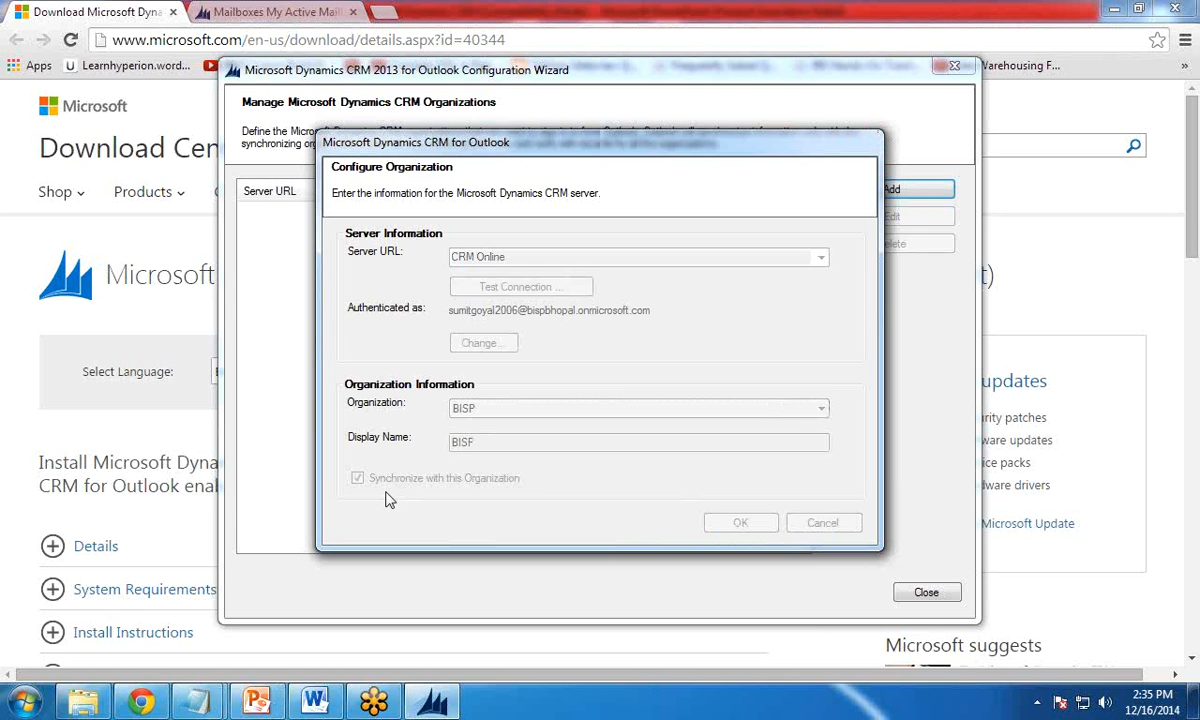 Download Microsoft Dyna
Mailboxes My Active Mail
www.microsoft.com/en-us/download/details.aspx?id=40344
Apps
Learnhyperion.word...
Warehousing F...
Microsoft
Download Cen
Shop
Products
Microsoft
Select Language:
Install Microsoft Dyna
CRM for Outlook ena
Details
System Requirements
Install Instructions
Microsoft Dynamics CRM 2013 for Outlook Configuration Wizard
Manage Microsoft Dynamics CRM Organizations
Define the Micro
synchronizing org
Server URL
Add
Edit
elete
Close
Microsoft Dynamics CRM for Outlook
Configure Organization
Enter the information for the Microsoft Dynamics CRM server.
Server Information
Server URL:
CRM Online
Test Connection ...
Authenticated as:
sumitgoyal2006@bispbhopal.onmicrosoft.com
Change...
Organization Information
Organization:
BISP
Display Name:
BISP
Synchronize with this Organization
OK
Cancel
t)
updates
rity patches
ware updates
ice packs
dware drivers
Microsoft Update
Microsoft suggests
2:35 PM
12/16/2014